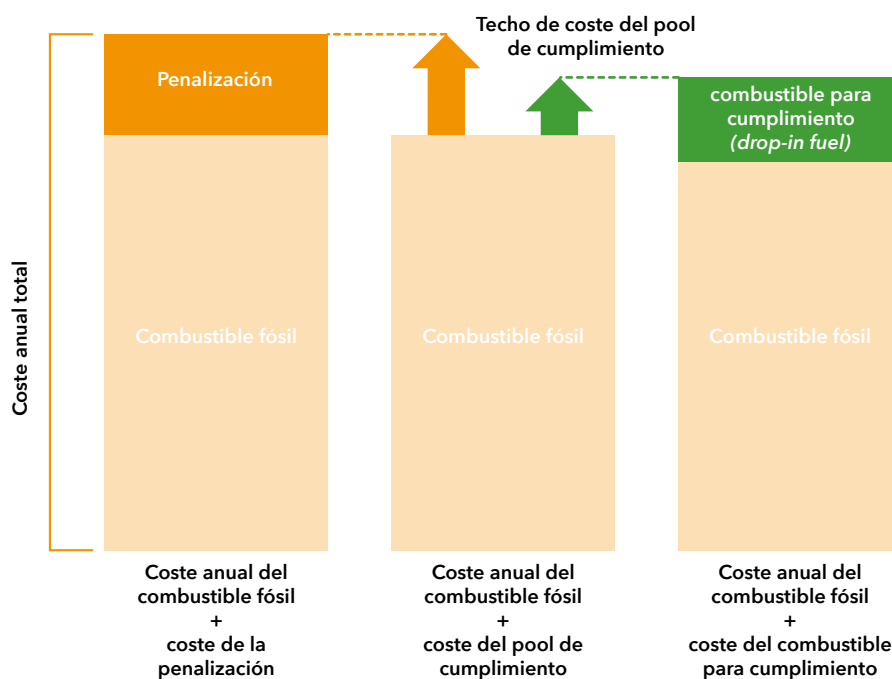 Techo de coste del pool
de cumplimiento
Penalización
combustible para
cumplimiento
(drop-in fuel)
Coste anual total
Combustible fósil
Combustible fósil
Combustible fósil
Coste anual del
combustible fósil
+
coste de la
penalización
Coste anual del
combustible fósil
+
coste del pool de
cumplimiento
Coste anual del
combustible fósil
+
coste del combustible
para cumplimiento